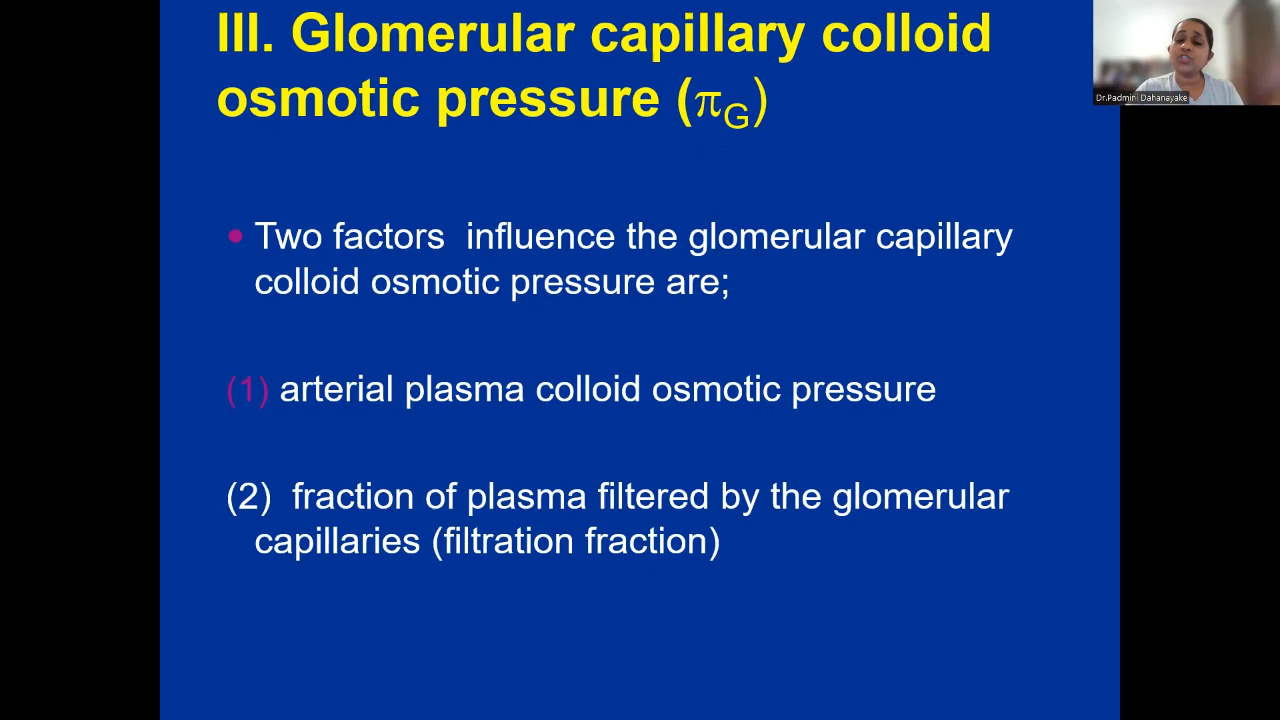 III. Glomerular capillary colloid
osmotic pressure (πG)
Dr.Padmini Dahanayake
• Two factors  influence the glomerular capillary
colloid osmotic pressure are;
(1) arterial plasma colloid osmotic pressure
(2)  fraction of plasma filtered by the glomerular
capillaries (filtration fraction)